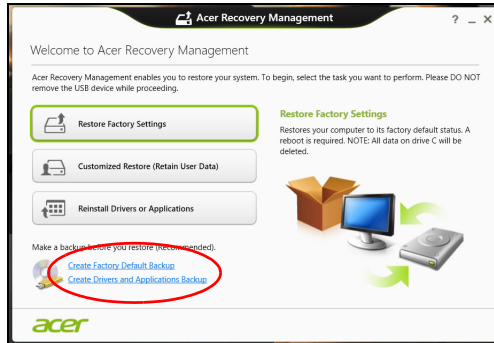 Acer Recovery Management
? _ X
Welcome to Acer Recovery Management
Acer Recovery Management enables you to restore your system. To begin, select the task you want to perform. Please DO NOT
remove the USB device while proceeding.
Restore Factory Settings
Customized Restore (Retain User Data)
Reinstall Drivers or Applications
Restore Factory Settings
Restores your computer to its factory default status. A
reboot is required. NOTE: All data on drive C will be
deleted.
Make a backup before you restore (Recommended).
Create Factory Default Backup
Create Drivers and Applications Backup
acer